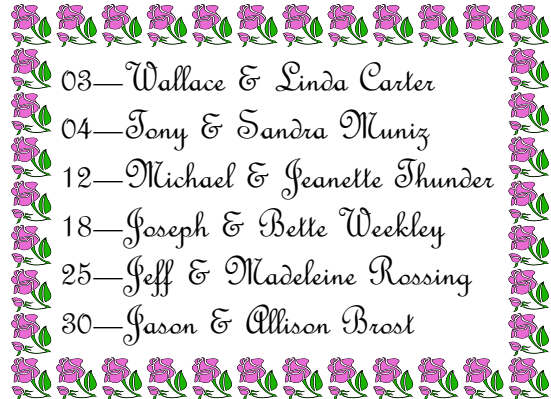 03—Wallace & Linda Carter
04—Tony & Sandra Muniz
12—Michael & Jeanette Thunder
18—Joseph & Bette Weekley
25—Jeff & Madeleine Rossing
30—Jason & Allison Brost